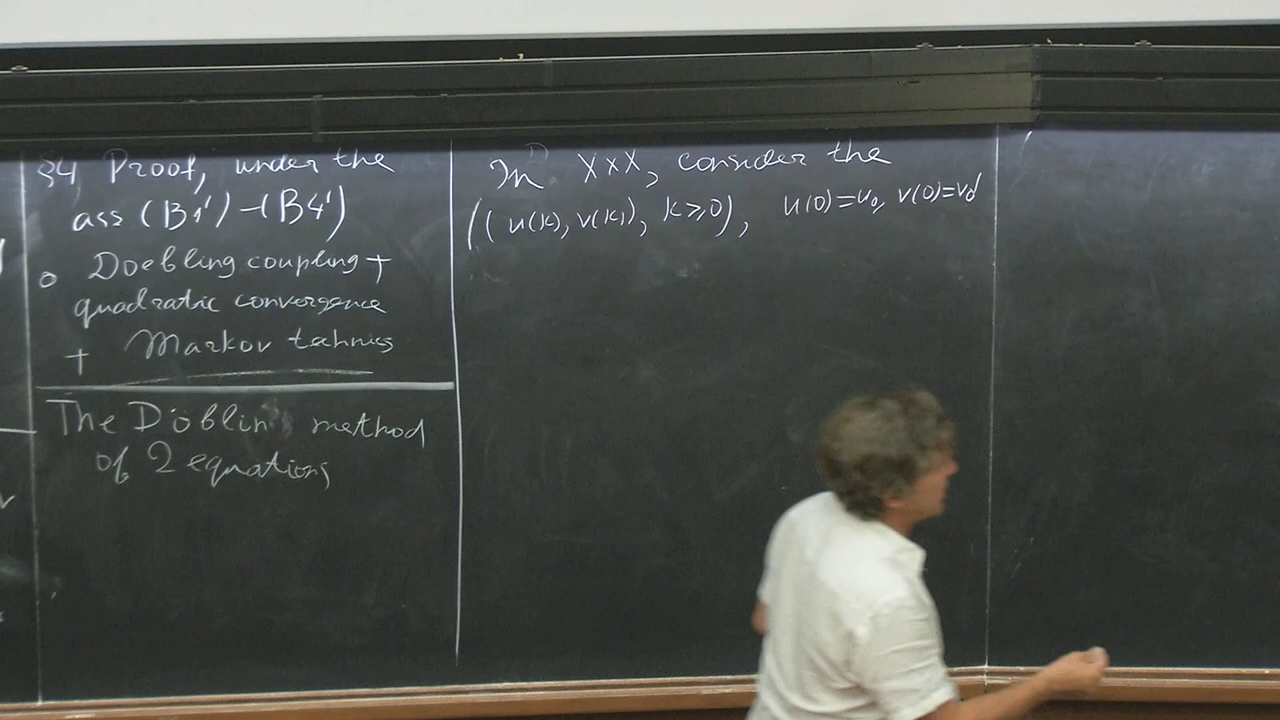 §4 Proof, under the
ass (B1') - (B4')
o Doebling coupling +
quadratic convergence
+ Markov technics
The Döblin method
of 2 equations
In XxX, consider the
((u(k), v(k)), k≥0), u(0)=u₀, v(0)=v₀